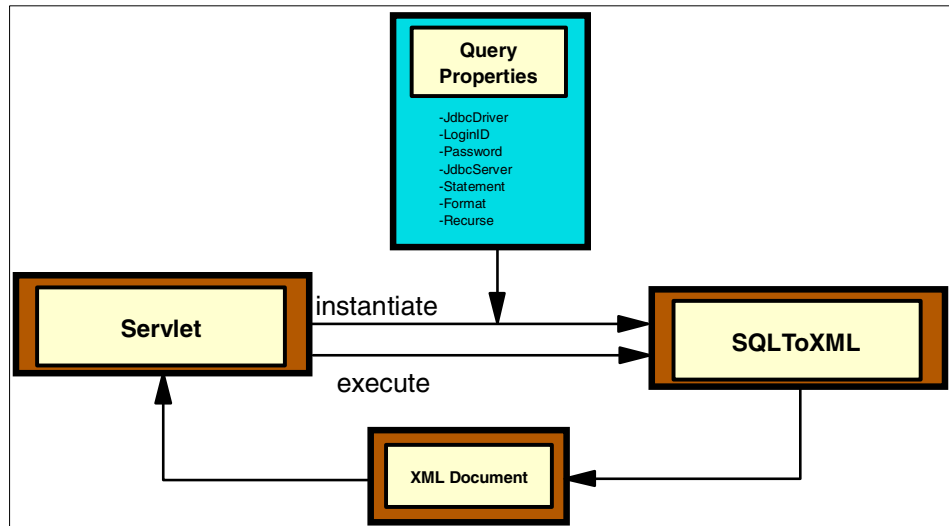 Query
Properties
-JdbcDriver
-LoginID
-Password
-JdbcServer
-Statement
-Format
-Recurse
instantiate
Servlet
SQLToXML
execute
XML Document